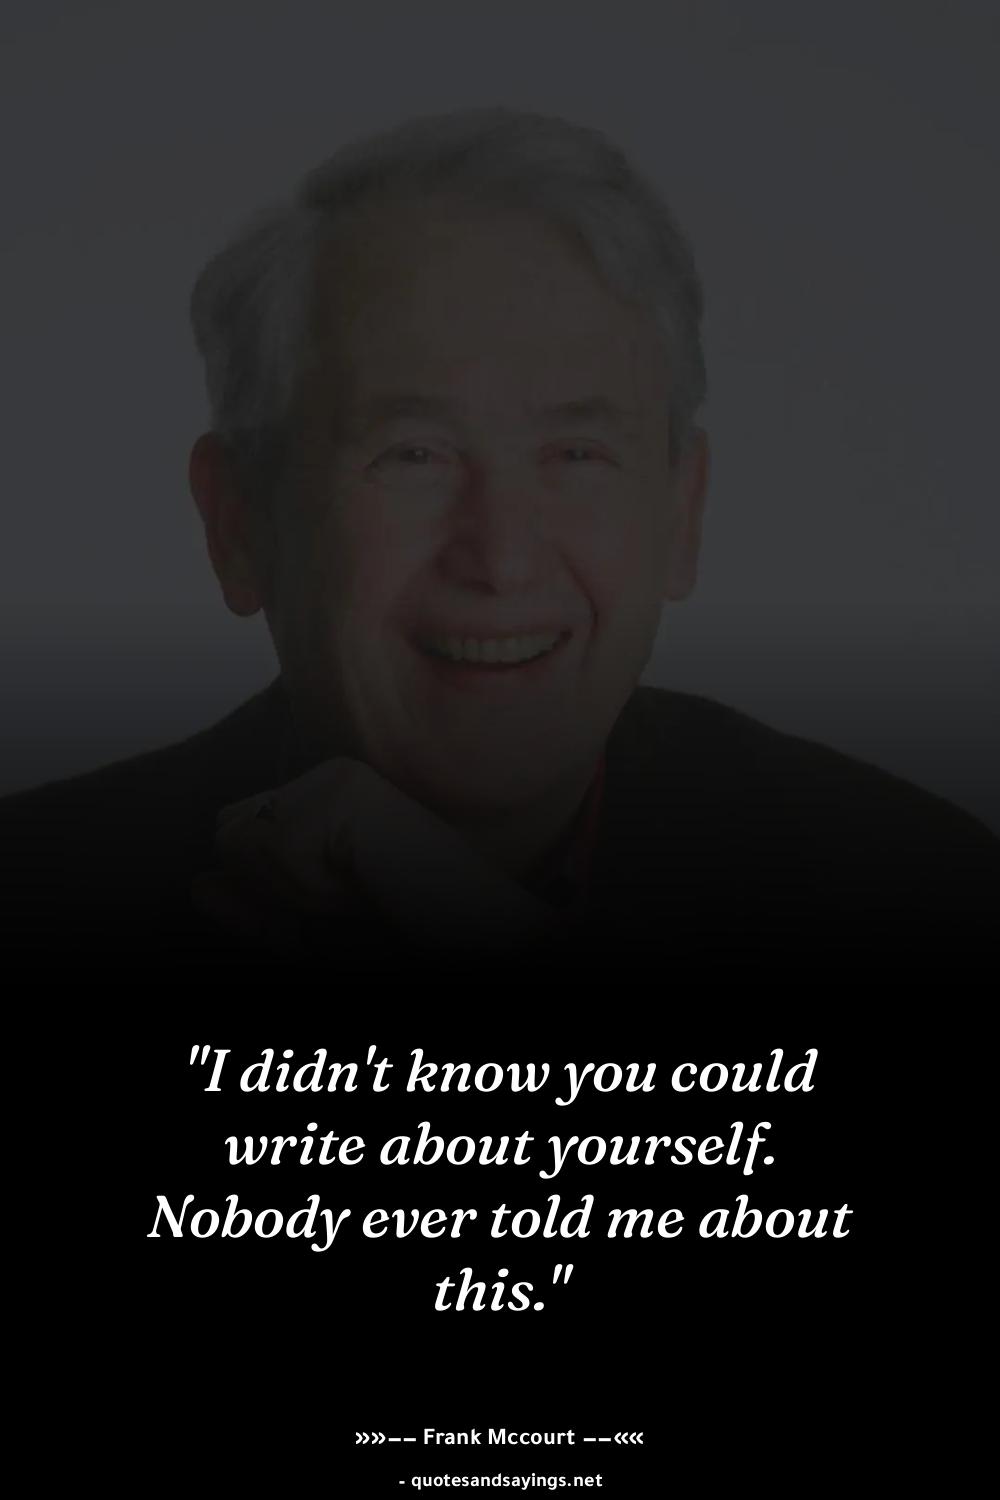 "I didn't know you could
write about yourself.
Nobody ever told me about
this."
»»−− Frank Mccourt −−««
- quotesandsayings.net